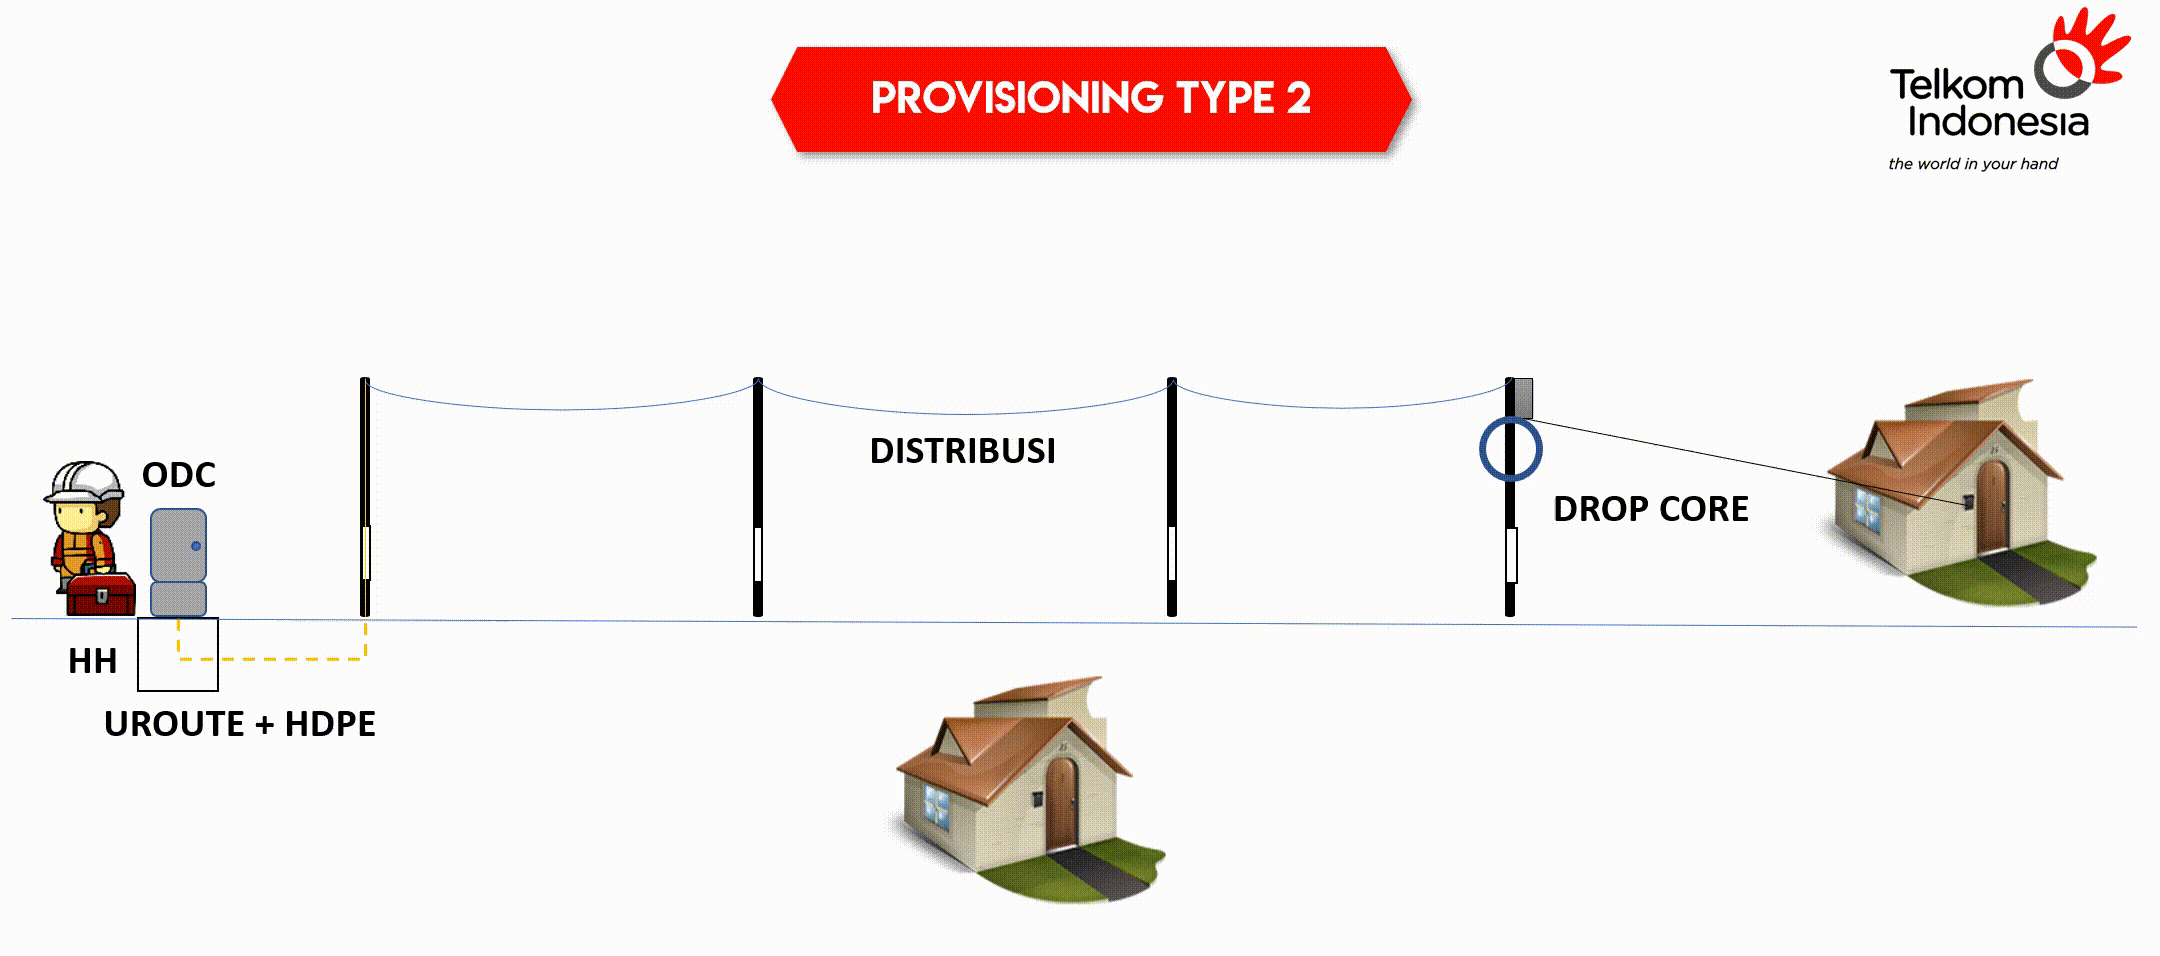 PROVISIONING TYPE 2
Telkom
Indonesia
the world in your hand
ODC
DISTRIBUSI
DROP CORE
HH
UROUTE + HDPE